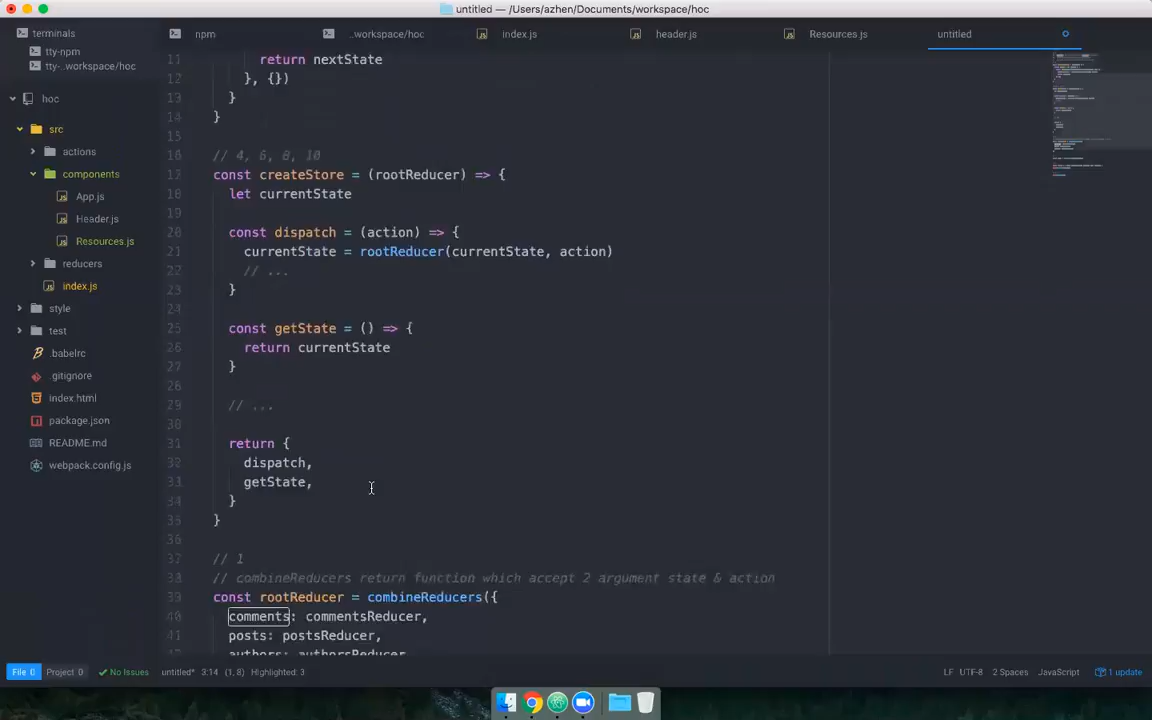 untitled — /Users/azhen/Documents/workspace/hoc
terminals
tty-npm
tty-..workspace/hoc
hoc
src
actions
components
App.js
Header.js
Resources.js
reducers
index.js
style
test
.babelrc
.gitignore
index.html
package.json
README.md
webpack.config.js
npm
..workspace/hoc
index.js
header.js
Resources.js
untitled
11 return nextState
12 }, {})
13 }
14 }
15
16 // 4, 6, 8, 10
17 const createStore = (rootReducer) => {
18 let currentState
19
20 const dispatch = (action) => {
21 currentState = rootReducer(currentState, action)
22 // ...
23 }
24
25 const getState = () => {
26 return currentState
27 }
28
29 // ...
30
31 return {
32 dispatch,
33 getState,
34 }
35 }
36
37 // 1
38 // combineReducers return function which accept 2 argument state & action
39 const rootReducer = combineReducers({
40 comments: commentsReducer,
41 posts: postsReducer,
authors: authorsReducer
File 0 Project 0 No Issues untitled* 3:14 (1, 8) Highlighted: 3
LF UTF-8 2 Spaces JavaScript 1 update